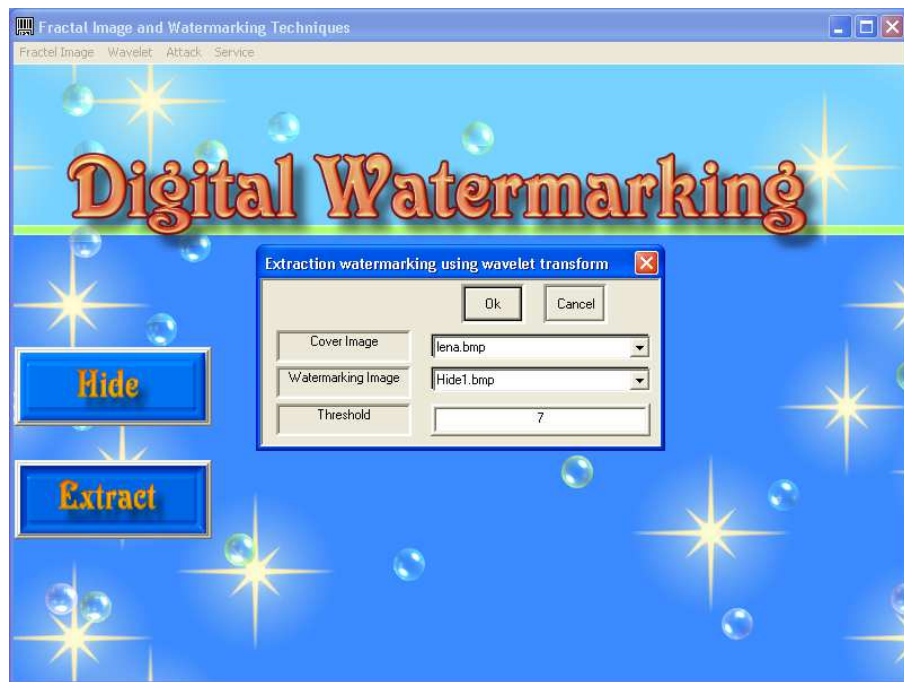 Fractal Image and Watermarking Techniques
Fractel Image Wavelet Attack Service
Digital Watermarking
Extraction watermarking using wavelet transform
Ok Cancel
Cover Image lena.bmp
Watermarking Image Hide1.bmp
Threshold 7
Hide
Extract